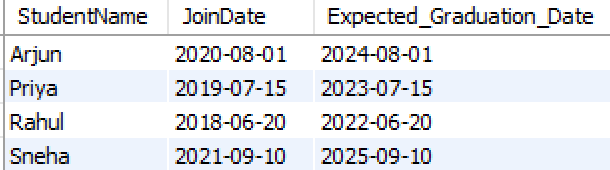 StudentName JoinDate Expected_Graduation_Date
Arjun 2020-08-01 2024-08-01
Priya 2019-07-15 2023-07-15
Rahul 2018-06-20 2022-06-20
Sneha 2021-09-10 2025-09-10